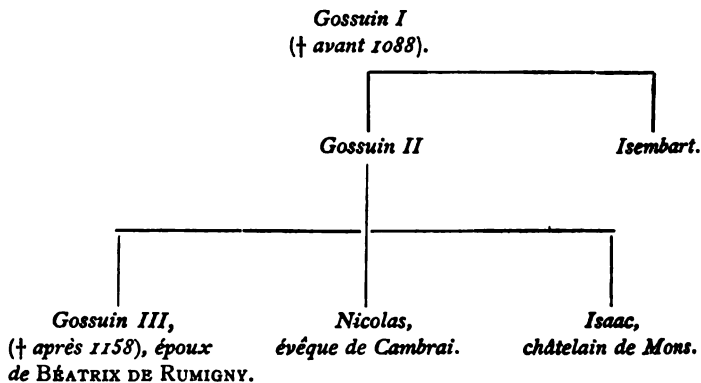 Gossuin I
(† avant 1088).
Gossuin II
Isembart.
Gossuin III,
(† après 1158), époux
de BÉATRIX DE RUMIGNY.
Nicolas,
évêque de Cambrai.
Isaac,
châtelain de Mons.